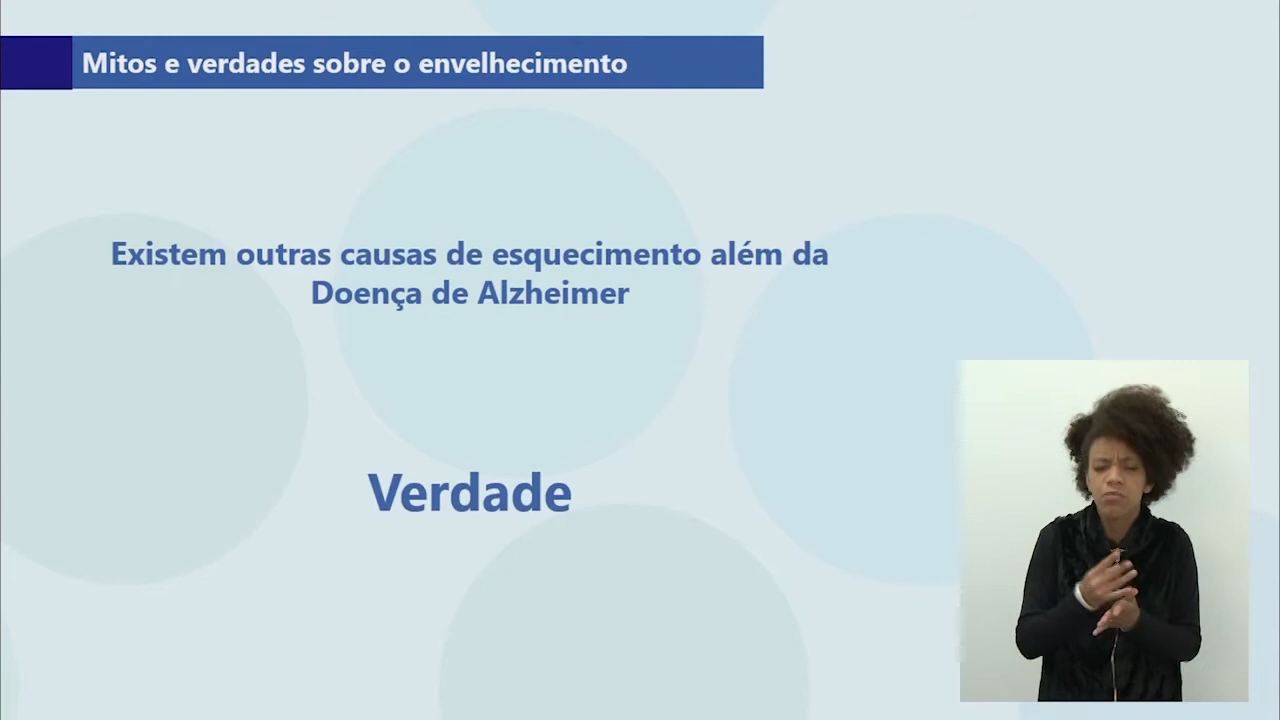 Mitos e verdades sobre o envelhecimento
Existem outras causas de esquecimento além da
Doença de Alzheimer
Verdade